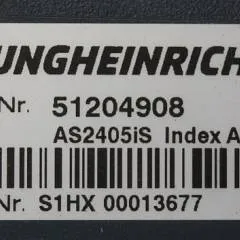 UNGHEINRICH
Nr. 51204908
AS2405iS Index A
Nr. S1HX 00013677